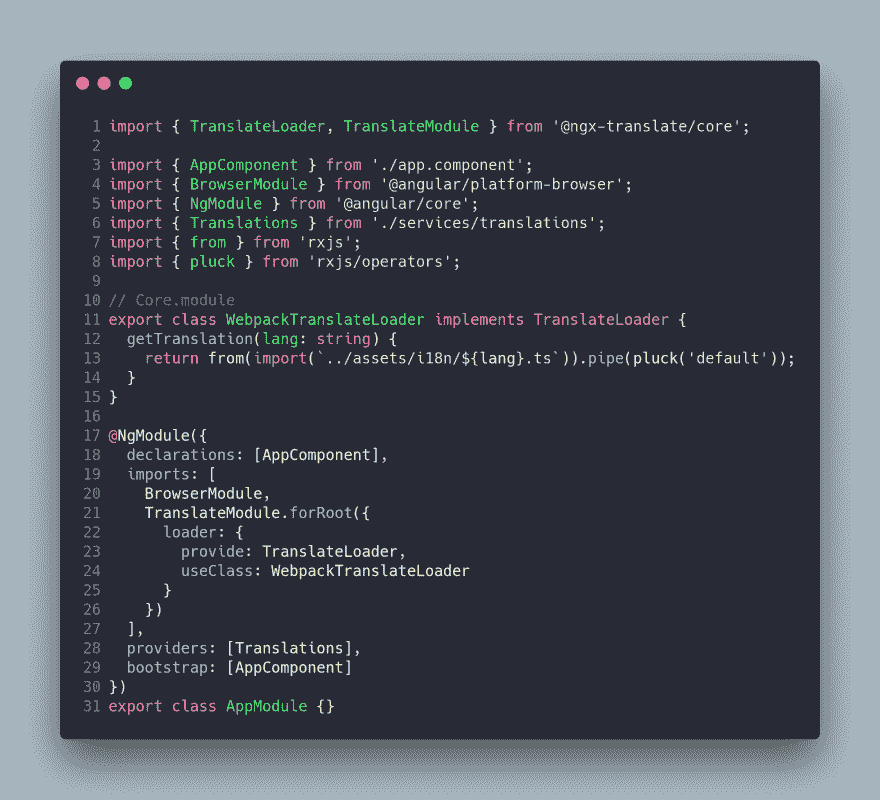 1 import { TranslateLoader, TranslateModule } from '@ngx-translate/core';
2
3 import { AppComponent } from './app.component';
4 import { BrowserModule } from '@angular/platform-browser';
5 import { NgModule } from '@angular/core';
6 import { Translations } from './services/translations';
7 import { from } from 'rxjs';
8 import { pluck } from 'rxjs/operators';
9
10 // Core.module
11 export class WebpackTranslateLoader implements TranslateLoader {
12   getTranslation(lang: string) {
13     return from(import(`../assets/i18n/${lang}.ts`)).pipe(pluck('default'));
14   }
15 }
16
17 @NgModule({
18   declarations: [AppComponent],
19   imports: [
20     BrowserModule,
21     TranslateModule.forRoot({
22       loader: {
23         provide: TranslateLoader,
24         useClass: WebpackTranslateLoader
25       }
26     })
27   ],
28   providers: [Translations],
29   bootstrap: [AppComponent]
30 })
31 export class AppModule {}